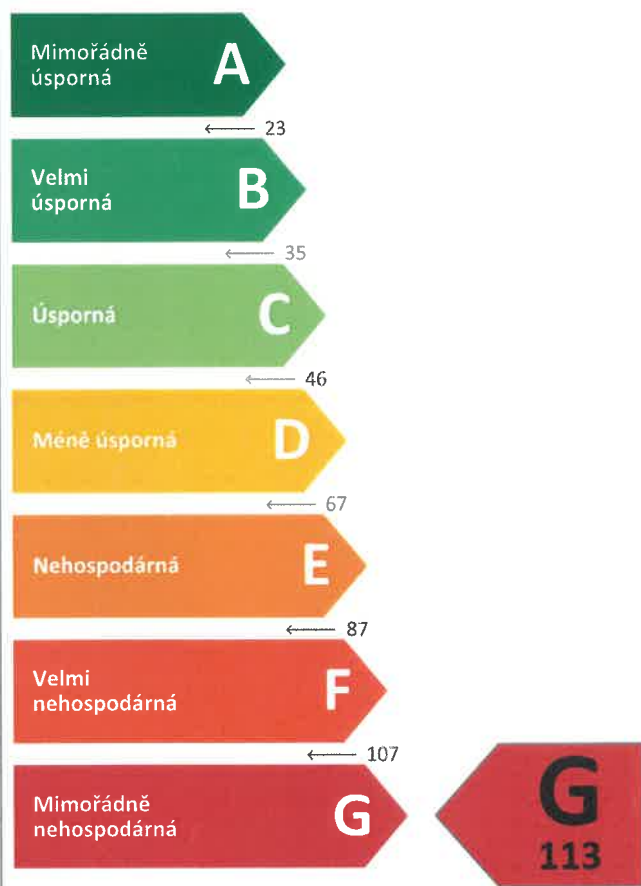 Mimořádně
úsporná
A
← 23
Velmi
úsporná
B
← 35
Úsporná
C
← 46
Méně úsporná
D
← 67
Nehospodárná
E
← 87
Velmi
nehospodárná
F
← 107
Mimořádně
nehospodárná
G
G
113